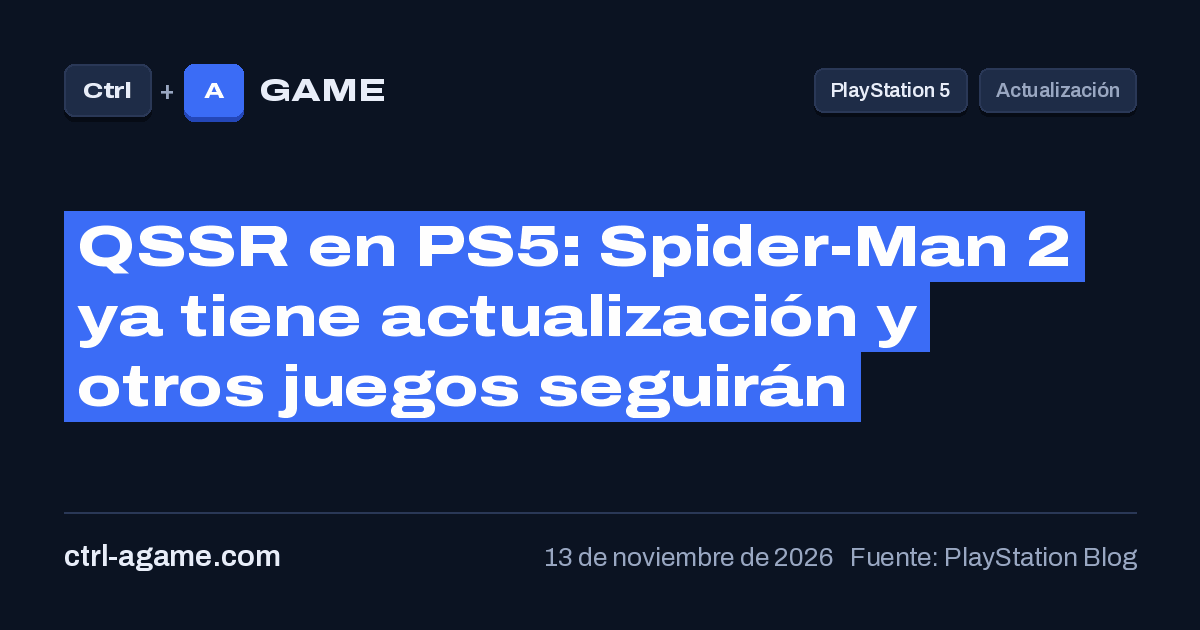 Ctrl + A GAME
PlayStation 5 Actualización
QSSR en PS5: Spider-Man 2
ya tiene actualización y
otros juegos seguirán
ctrl-agame.com
13 de noviembre de 2026 Fuente: PlayStation Blog